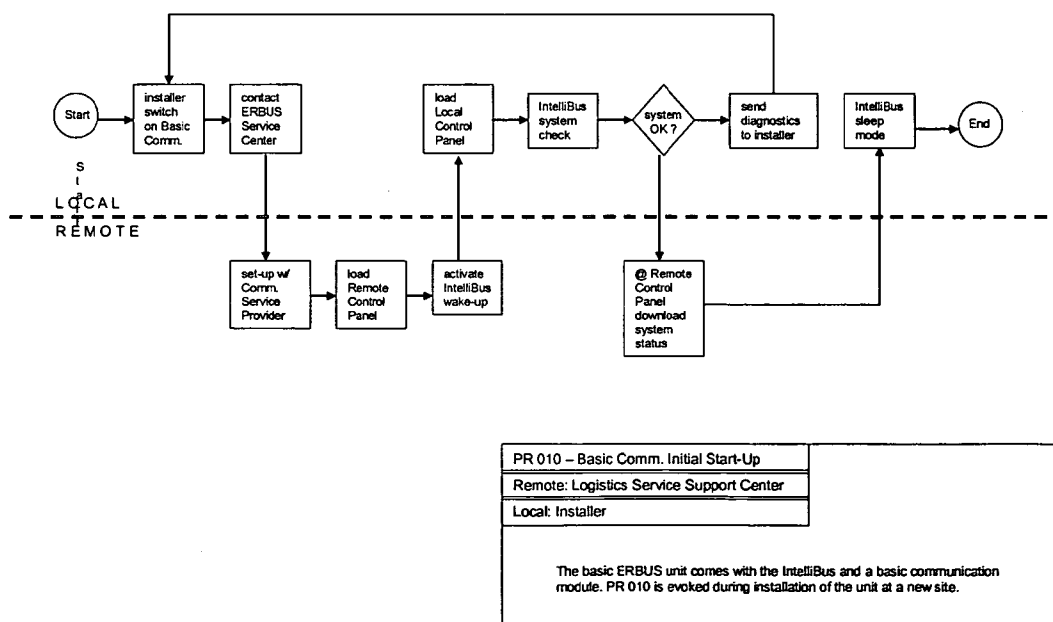 Start
installer
switch
on Basic
Comm.
contact
ERBUS
Service
Center
load
Local
Control
Panel
IntelliBus
system
check
system
OK ?
send
diagnostics
to installer
IntelliBus
sleep
mode
End
Start
LOCAL
REMOTE
set-up w/
Comm.
Service
Provider
load
Remote
Control
Panel
activate
IntelliBus
wake-up
@ Remote
Control
Panel
download
system
status
PR 010 – Basic Comm. Initial Start-Up
Remote: Logistics Service Support Center
Local: Installer
The basic ERBUS unit comes with the IntelliBus and a basic communication
module. PR 010 is evoked during installation of the unit at a new site.